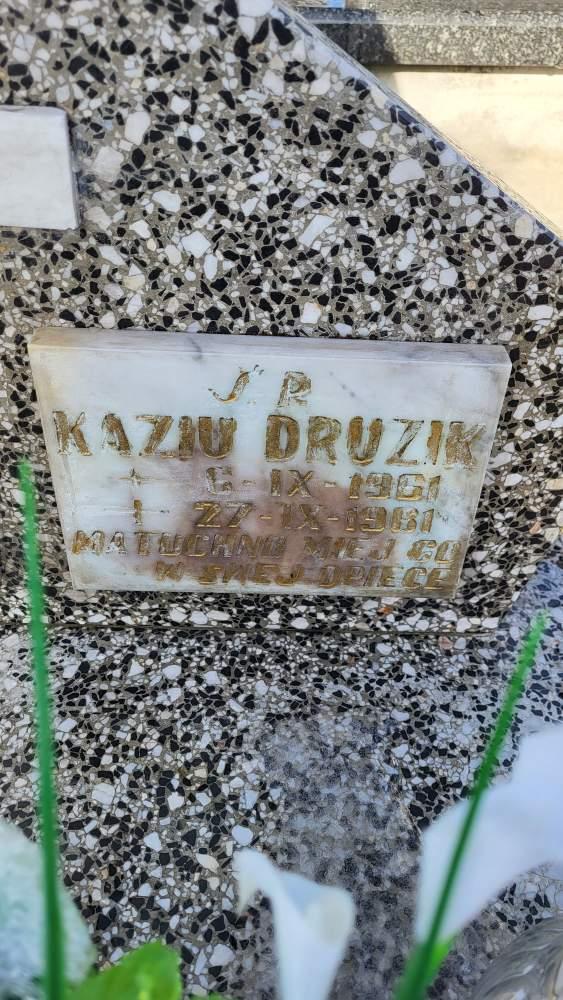 Ś P.
KAZIU DRUZIK
* 6-IX-1961
+ 27-IX-1961
MATUCHNO MIEJ GO
W SWEJ OPIECE